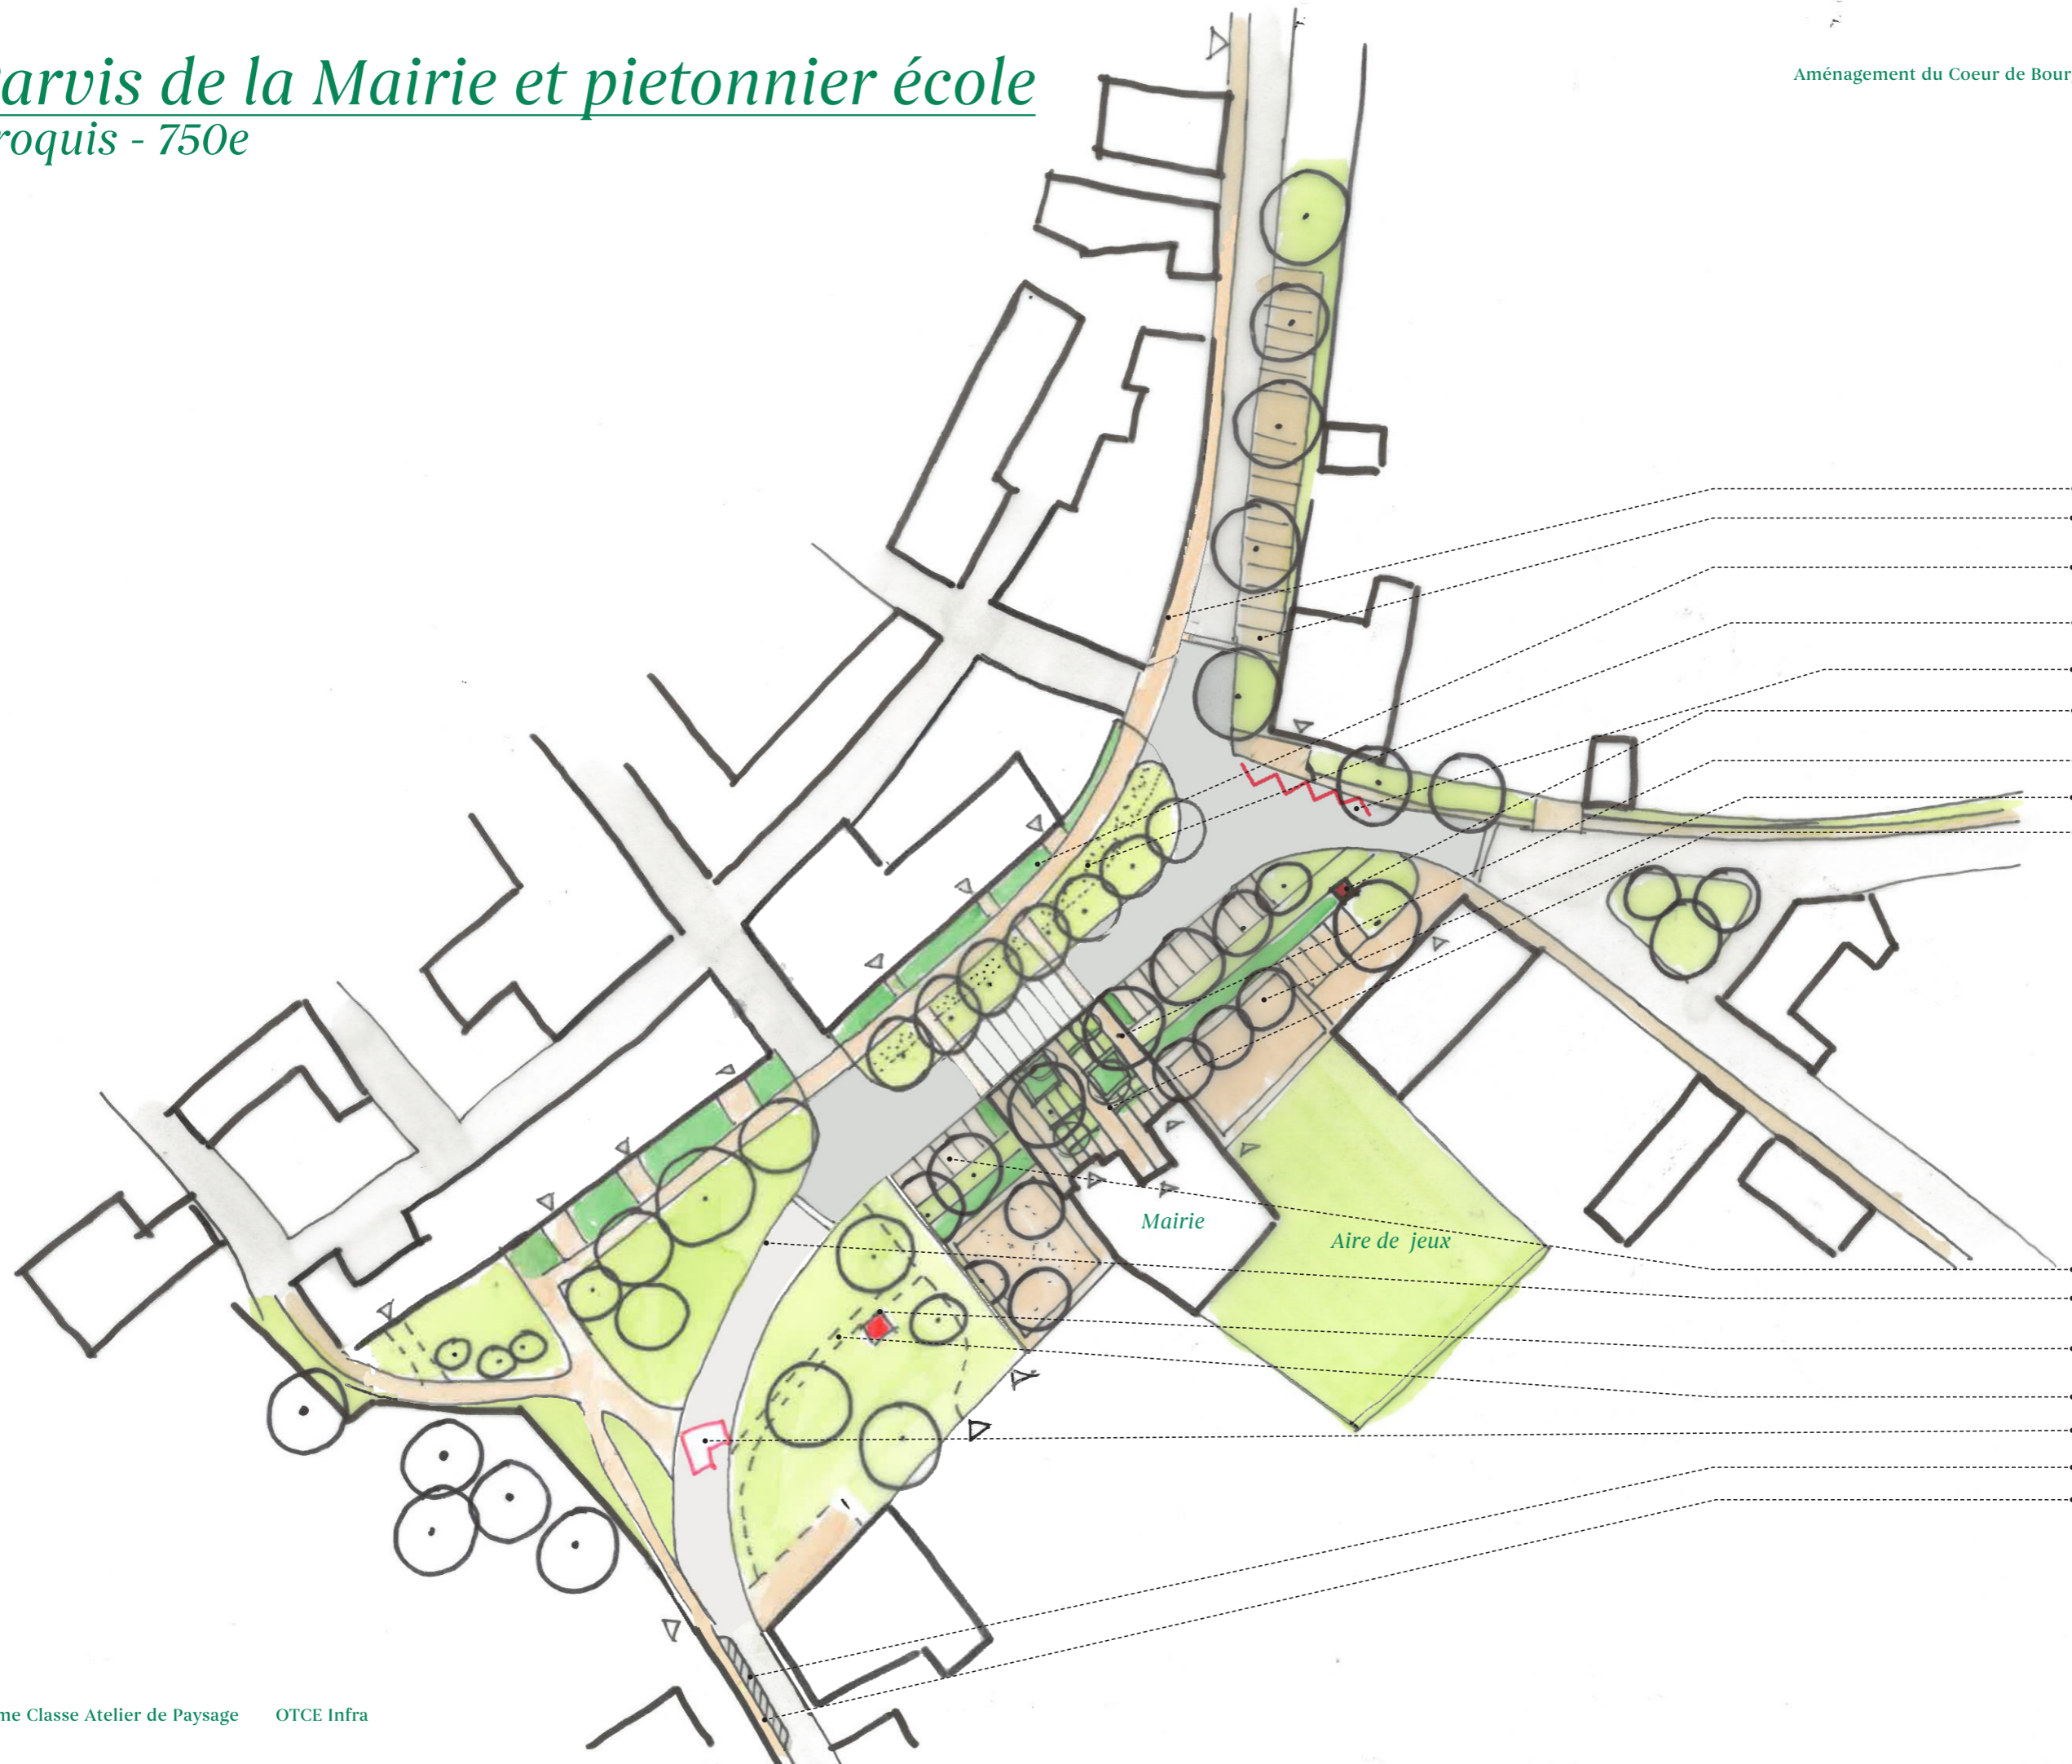 arvis de la Mairie et pietonnier école
roquis - 750e
Aménagement du Coeur de Bour
Mairie
Aire de jeux
me Classe Atelier de Paysage OTCE Infra